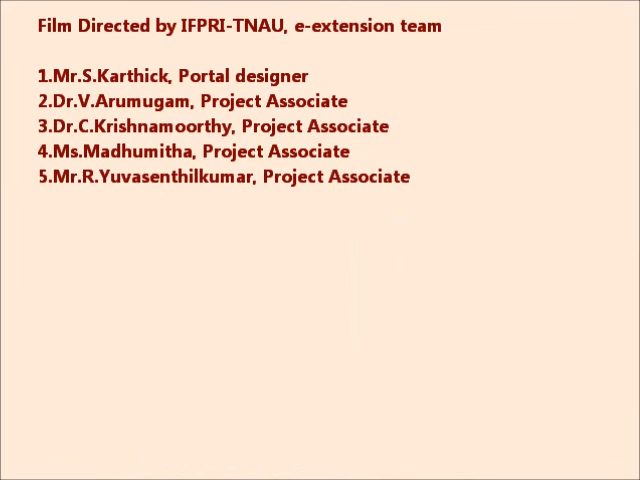 Film Directed by IFPRI-TNAU, e-extension team
1.Mr.S.Karthick, Portal designer
2.Dr.V.Arumugam, Project Associate
3.Dr.C.Krishnamoorthy, Project Associate
4.Ms.Madhumitha, Project Associate
5.Mr.R.Yuvasenthilkumar, Project Associate